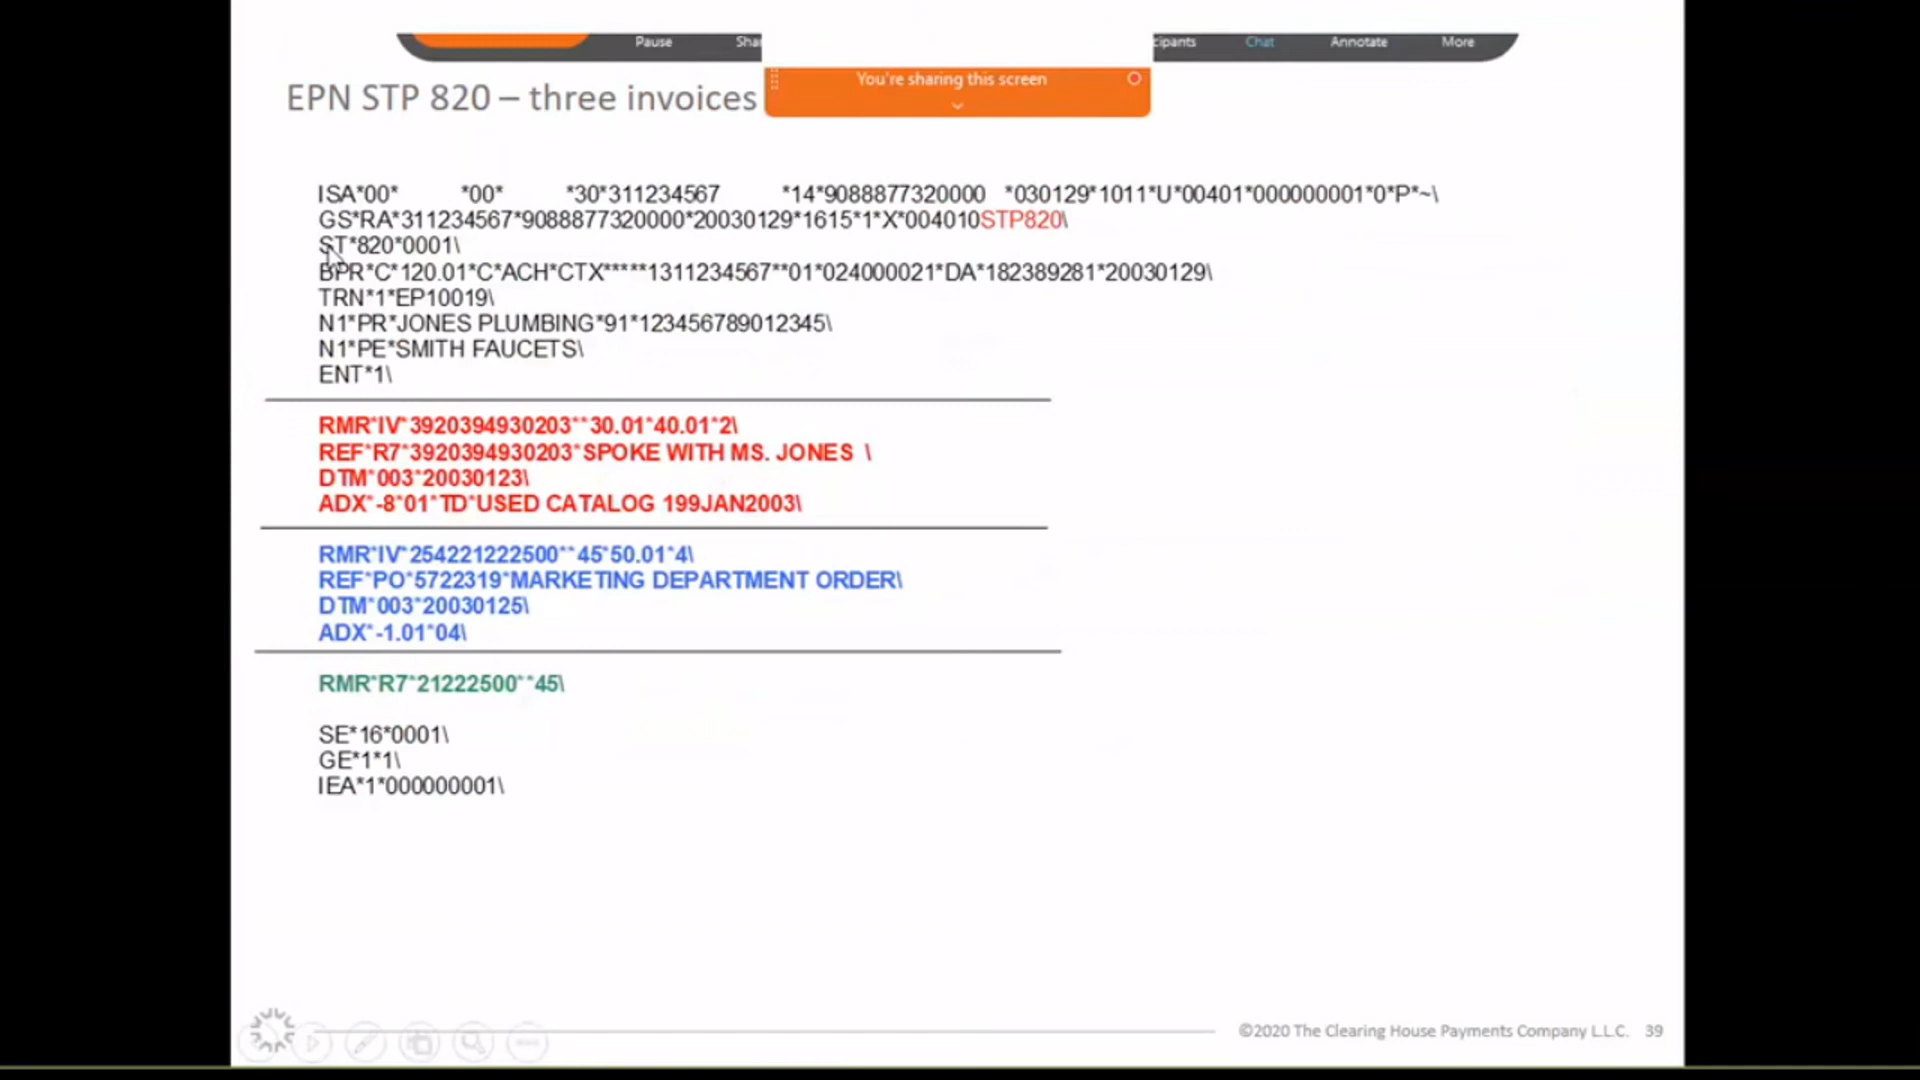 Pause Shar cipants Chat Annotate More
You're sharing this screen
EPN STP 820 – three invoices
ISA*00* *00* *30*311234567 *14*9088877320000 *030129*1011*U*00401*000000001*0*P*~\
GS*RA*311234567*9088877320000*20030129*1615*1*X*004010STP820\
ST*820*0001\
BPR*C*120.01*C*ACH*CTX*****1311234567**01*024000021*DA*182389281*20030129\
TRN*1*EP10019\
N1*PR*JONES PLUMBING*91*123456789012345\
N1*PE*SMITH FAUCETS\
ENT*1\
RMR*IV*3920394930203**30.01*40.01*2\
REF*R7*3920394930203*SPOKE WITH MS. JONES \
DTM*003*20030123\
ADX*-8*01*TD*USED CATALOG 199JAN2003\
RMR*IV*254221222500**45*50.01*4\
REF*PO*5722319*MARKETING DEPARTMENT ORDER\
DTM*003*20030125\
ADX*-1.01*04\
RMR*R7*21222500**45\
SE*16*0001\
GE*1*1\
IEA*1*000000001\
©2020 The Clearing House Payments Company L.L.C. 39